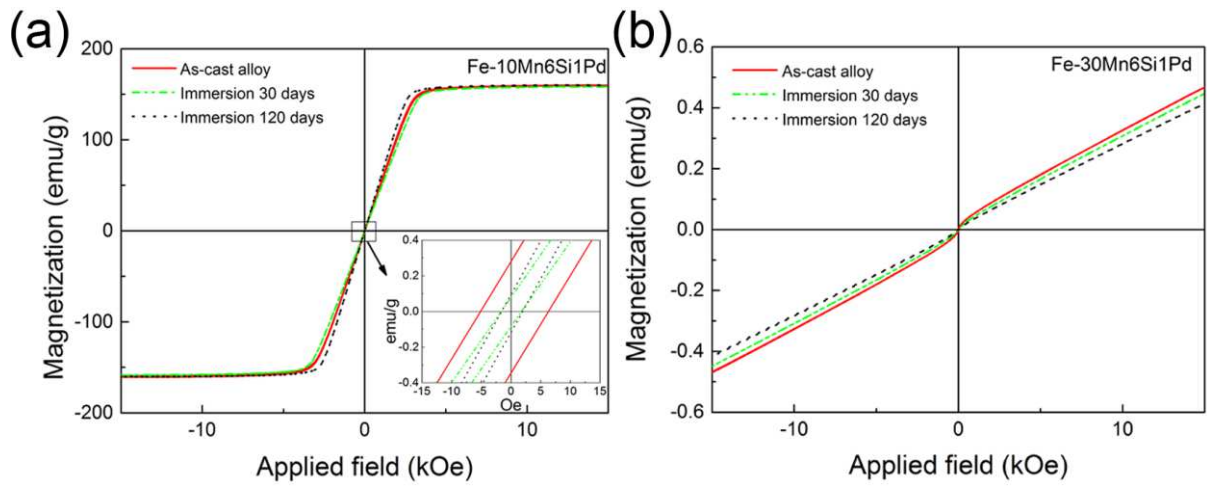 (a)
Fe-10Mn6Si1Pd
As-cast alloy
Immersion 30 days
Immersion 120 days
Magnetization (emu/g)
200
100
0
-100
-200
-10
0
10
Applied field (kOe)
emu/g
0.4
0.2
0.0
-0.2
-0.4
-15
-10
-5
0
5
10
15
Oe
(b)
Fe-30Mn6Si1Pd
As-cast alloy
Immersion 30 days
Immersion 120 days
Magnetization (emu/g)
0.6
0.4
0.2
0.0
-0.2
-0.4
-0.6
-10
0
10
Applied field (kOe)